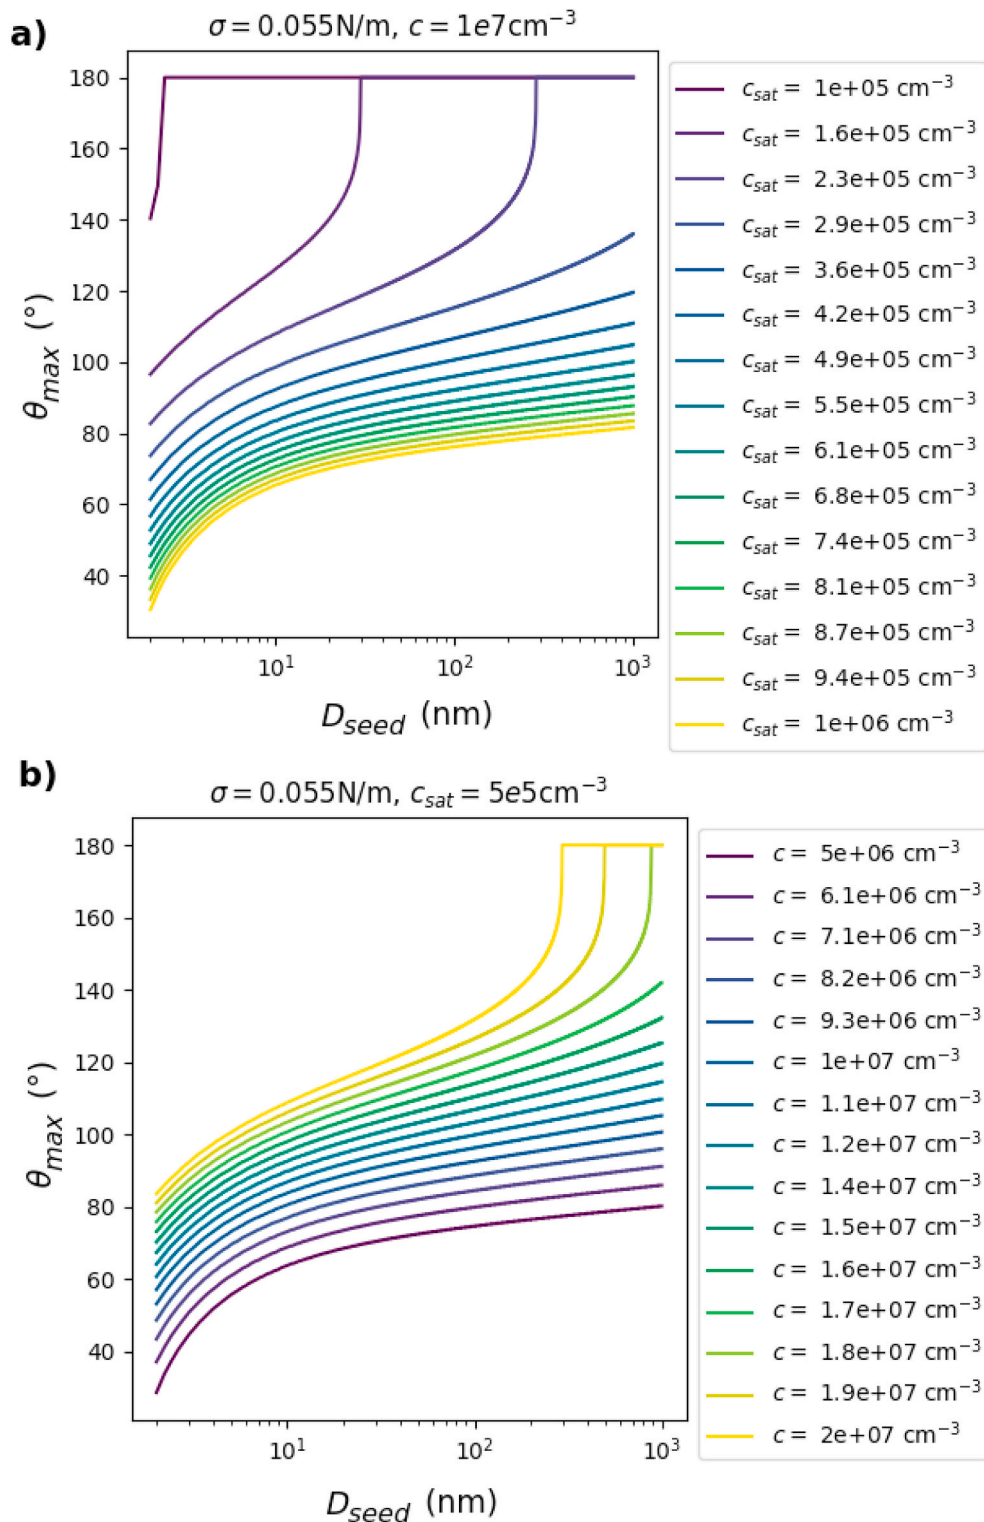 a)
σ = 0.055N/m, c = 1e7cm⁻³
180
160
140
120
100
80
60
40
θmax (°)
10¹ 10² 10³
Dseed (nm)
csat = 1e+05 cm⁻³
csat = 1.6e+05 cm⁻³
csat = 2.3e+05 cm⁻³
csat = 2.9e+05 cm⁻³
csat = 3.6e+05 cm⁻³
csat = 4.2e+05 cm⁻³
csat = 4.9e+05 cm⁻³
csat = 5.5e+05 cm⁻³
csat = 6.1e+05 cm⁻³
csat = 6.8e+05 cm⁻³
csat = 7.4e+05 cm⁻³
csat = 8.1e+05 cm⁻³
csat = 8.7e+05 cm⁻³
csat = 9.4e+05 cm⁻³
csat = 1e+06 cm⁻³
b)
σ = 0.055N/m, csat = 5e5cm⁻³
180
160
140
120
100
80
60
40
θmax (°)
10¹ 10² 10³
Dseed (nm)
c = 5e+06 cm⁻³
c = 6.1e+06 cm⁻³
c = 7.1e+06 cm⁻³
c = 8.2e+06 cm⁻³
c = 9.3e+06 cm⁻³
c = 1e+07 cm⁻³
c = 1.1e+07 cm⁻³
c = 1.2e+07 cm⁻³
c = 1.4e+07 cm⁻³
c = 1.5e+07 cm⁻³
c = 1.6e+07 cm⁻³
c = 1.7e+07 cm⁻³
c = 1.8e+07 cm⁻³
c = 1.9e+07 cm⁻³
c = 2e+07 cm⁻³